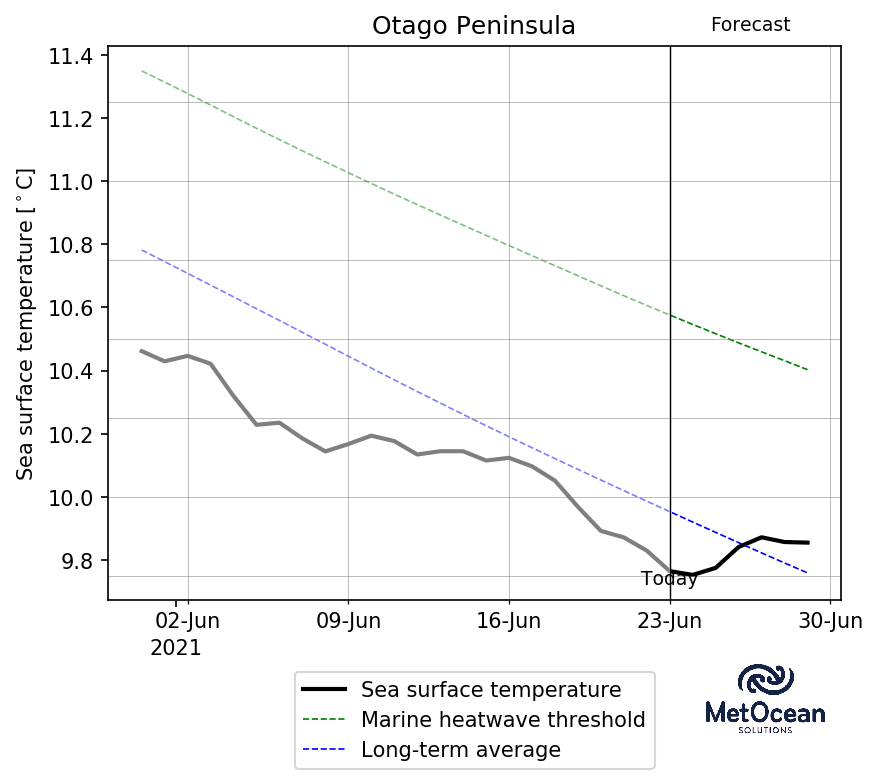 Otago Peninsula
Forecast
Sea surface temperature [°C]
11.4
11.2
11.0
10.8
10.6
10.4
10.2
10.0
9.8
Today
02-Jun 09-Jun 16-Jun 23-Jun 30-Jun
2021
Sea surface temperature
Marine heatwave threshold
Long-term average
MetOcean
SOLUTIONS